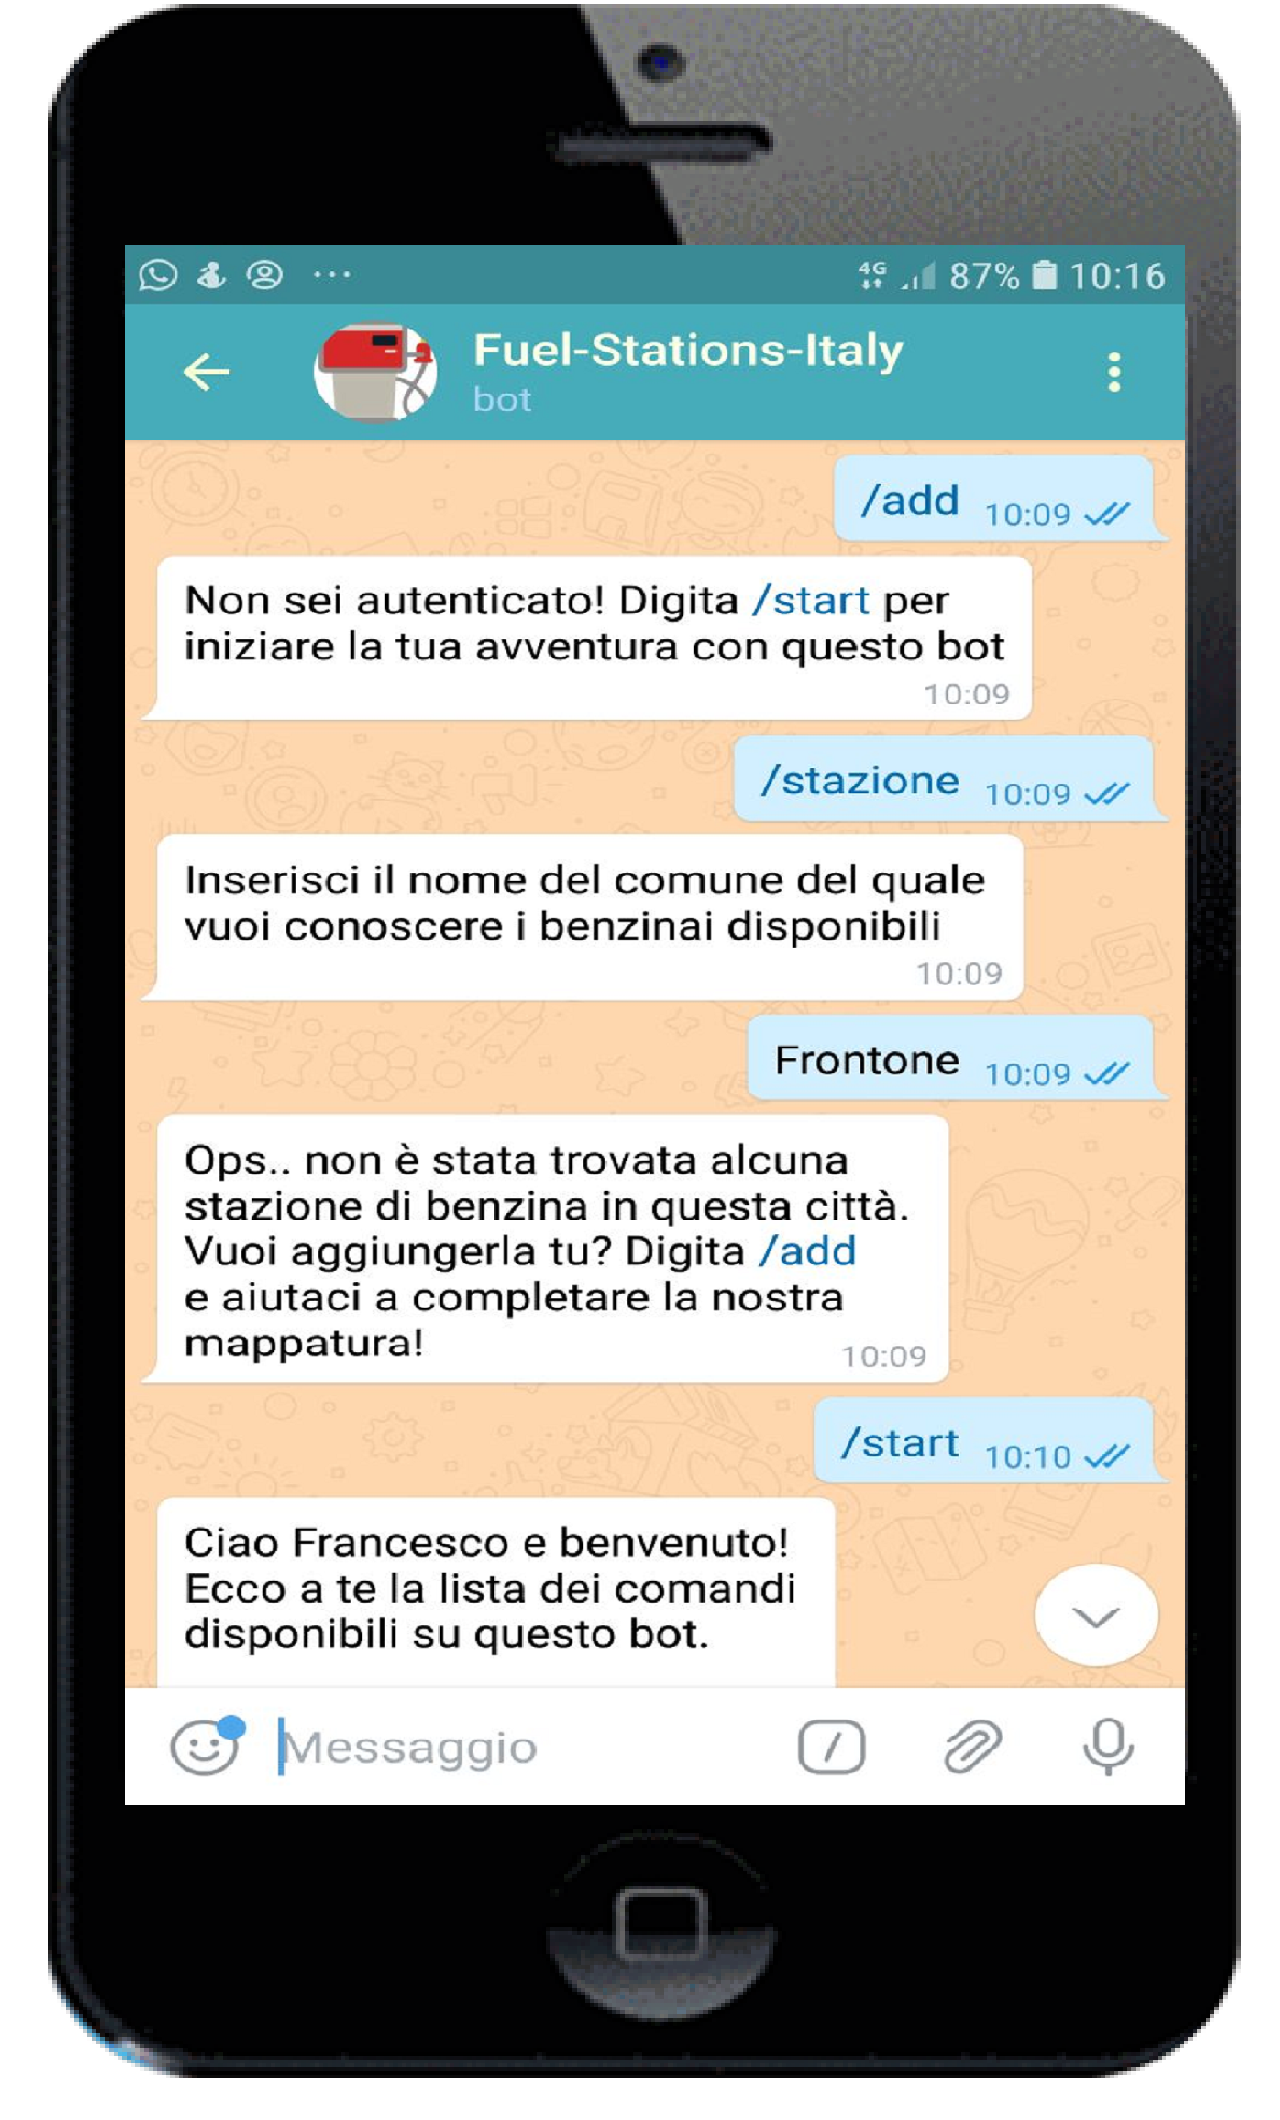 4G 87% 10:16
Fuel-Stations-Italy
bot
/add 10:09
Non sei autenticato! Digita /start per
iniziare la tua avventura con questo bot
10:09
/stazione 10:09
Inserisci il nome del comune del quale
vuoi conoscere i benzinai disponibili
10:09
Frontone 10:09
Ops.. non è stata trovata alcuna
stazione di benzina in questa città.
Vuoi aggiungerla tu? Digita /add
e aiutaci a completare la nostra
mappatura!
10:09
/start 10:10
Ciao Francesco e benvenuto!
Ecco a te la lista dei comandi
disponibili su questo bot.
Messaggio